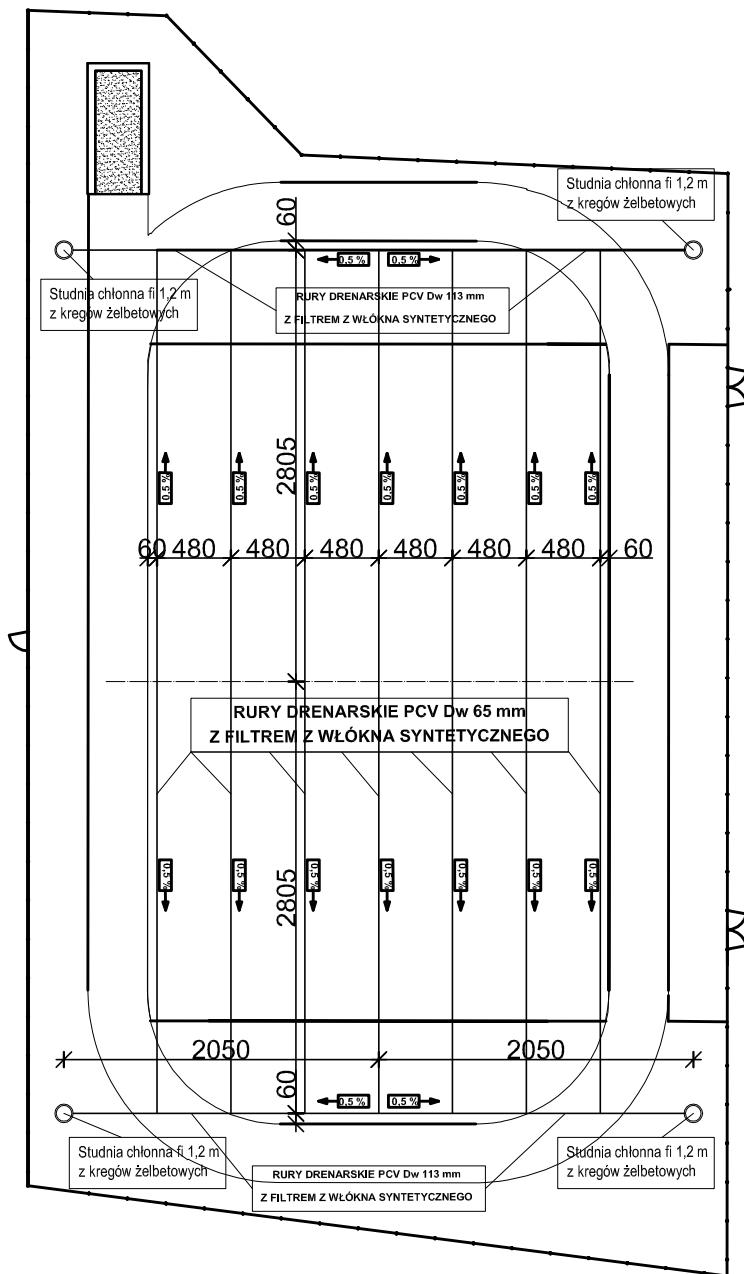 Studnia chłonna fi 1,2 m
z kregów żelbetowych
60
0,5 %
0,5 %
Studnia chłonna fi 1,2 m
z kregów żelbetowych
RURY DRENARSKIE PCV Dw 113 mm
Z FILTREM Z WŁÓKNA SYNTETYCZNEGO
2805
0,5 %
0,5 %
0,5 %
0,5 %
0,5 %
0,5 %
0,5 %
60
480
480
480
480
480
480
60
RURY DRENARSKIE PCV Dw 65 mm
Z FILTREM Z WŁÓKNA SYNTETYCZNEGO
2805
0,5 %
0,5 %
0,5 %
0,5 %
0,5 %
0,5 %
0,5 %
2050
2050
60
0,5 %
0,5 %
Studnia chłonna fi 1,2 m
z kregów żelbetowych
RURY DRENARSKIE PCV Dw 113 mm
Z FILTREM Z WŁÓKNA SYNTETYCZNEGO
Studnia chłonna fi 1,2 m
z kregów żelbetowych